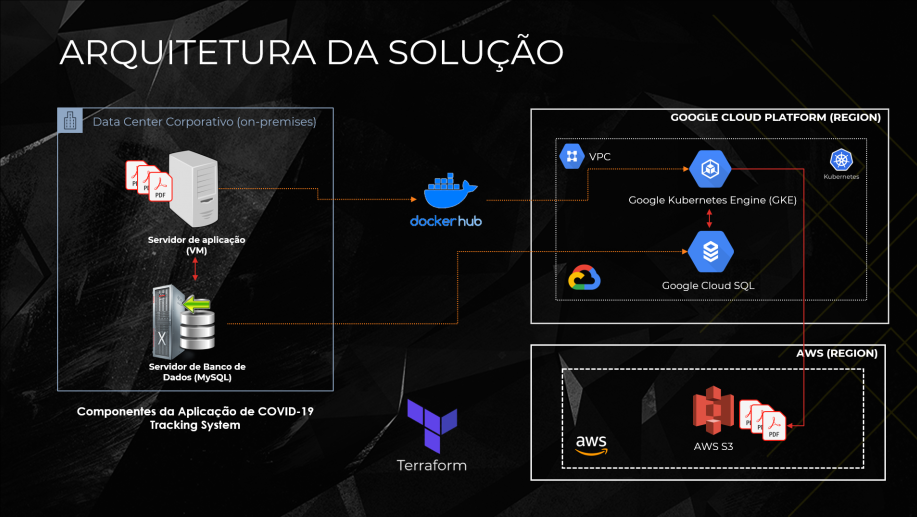 ARQUITETURA DA SOLUÇÃO
Data Center Corporativo (on-premises)
PDF
Servidor de aplicação
(VM)
X
Servidor de Banco de
Dados (MySQL)
Componentes da Aplicação de COVID-19
Tracking System
docker hub
Terraform
GOOGLE CLOUD PLATFORM (REGION)
VPC
Kubernetes
Google Kubernetes Engine (GKE)
Google Cloud SQL
AWS (REGION)
aws
AWS S3
PDF